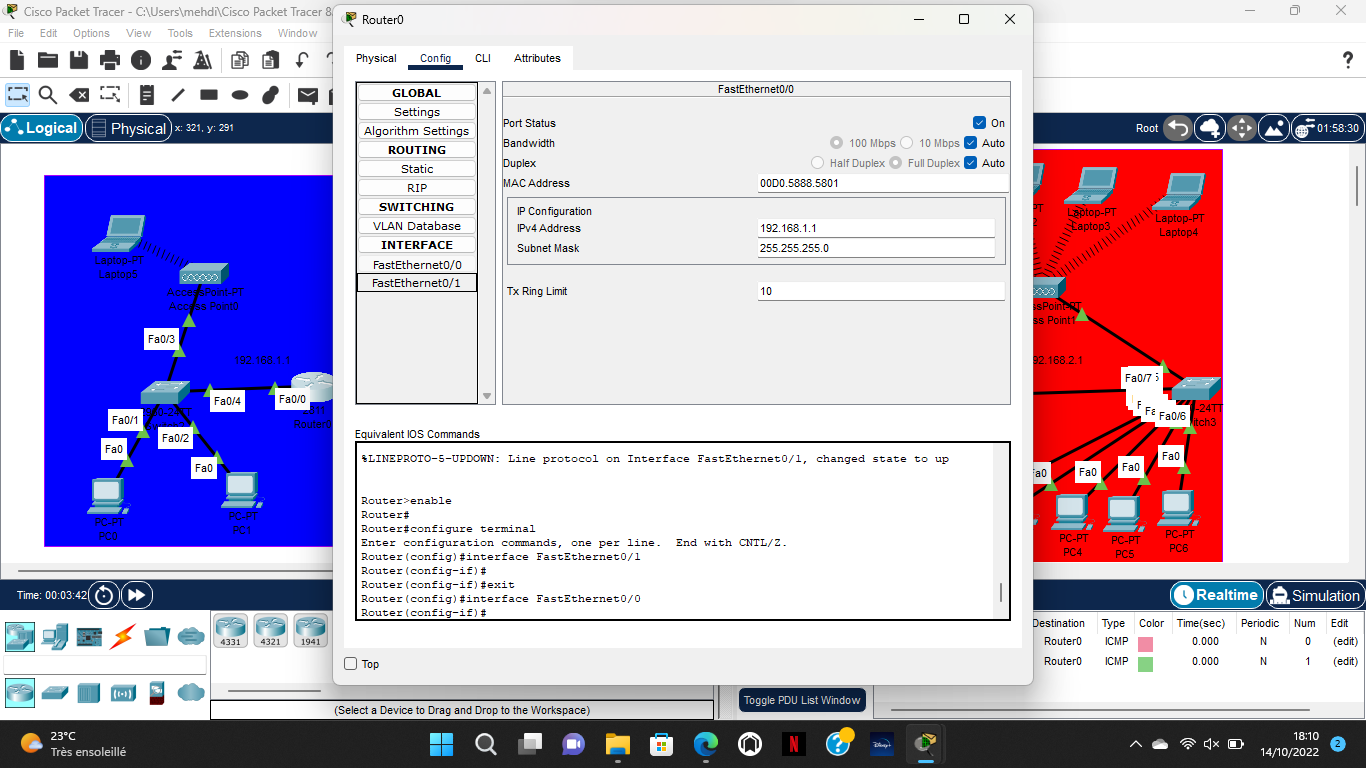 Cisco Packet Tracer - C:\Users\mehdi\Cisco Packet Tracer 8
File Edit Options View Tools Extensions Window
Logical
Physical
x: 321, y: 291
Root
01:58:30
Router0
Physical Config CLI Attributes
GLOBAL
Settings
Algorithm Settings
ROUTING
Static
RIP
SWITCHING
VLAN Database
INTERFACE
FastEthernet0/0
FastEthernet0/1
FastEthernet0/0
Port Status On
Bandwidth 100 Mbps 10 Mbps Auto
Duplex Half Duplex Full Duplex Auto
MAC Address 00D0.5888.5801
IP Configuration
IPv4 Address 192.168.1.1
Subnet Mask 255.255.255.0
Tx Ring Limit 10
Equivalent IOS Commands
%LINEPROTO-5-UPDOWN: Line protocol on Interface FastEthernet0/1, changed state to up
Router>enable
Router#
Router#configure terminal
Enter configuration commands, one per line. End with CNTL/Z.
Router(config)#interface FastEthernet0/1
Router(config-if)#
Router(config-if)#exit
Router(config)#interface FastEthernet0/0
Router(config-if)#
Top
Laptop-PT
Laptop5
AccessPoint-PT
Access Point0
Fa0/3
192.168.1.1
Fa0/4
Fa0/0
Router0
Fa0/1
Fa0/2
Fa0
Fa0
PC-PT
PC0
PC-PT
PC1
Laptop-PT
Laptop3
Laptop-PT
Laptop4
Fa0/7
Fa0/6
Fa0
Fa0
Fa0
PC-PT
PC4
PC-PT
PC5
PC-PT
PC6
Time: 00:03:42
Realtime
Simulation
4331
4321
1941
(Select a Device to Drag and Drop to the Workspace)
Toggle PDU List Window
Destination Type Color Time(sec) Periodic Num Edit
Router0 ICMP 0.000 N 0 (edit)
Router0 ICMP 0.000 N 1 (edit)
23°C
Très ensoleillé
Disney+
18:10
14/10/2022
2